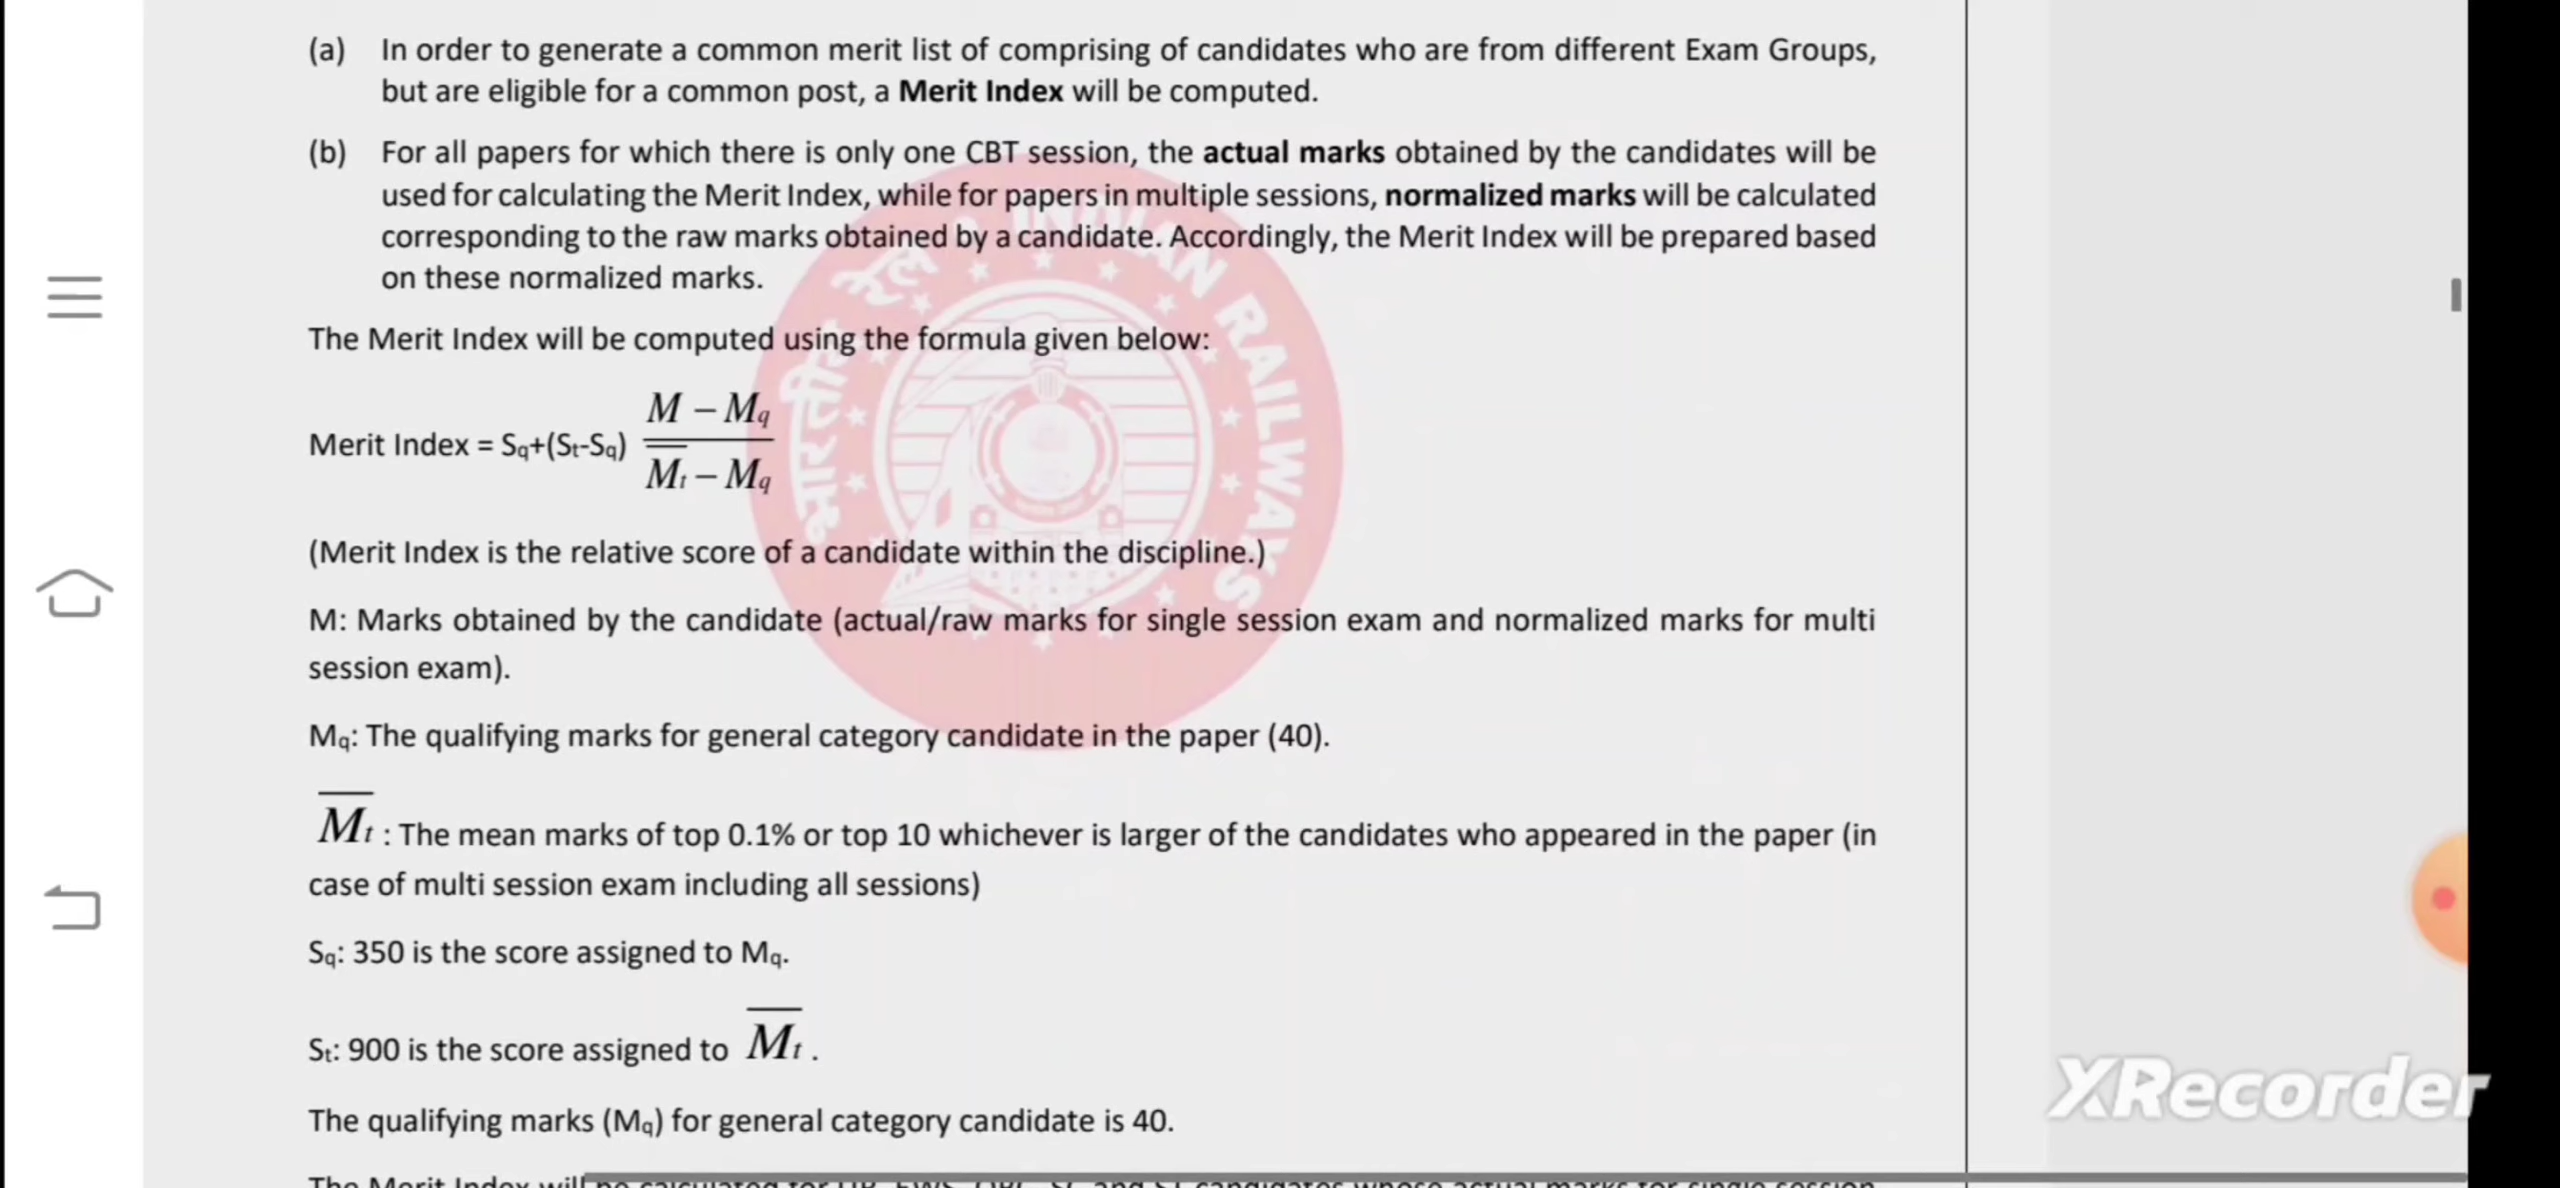 (a) In order to generate a common merit list of comprising of candidates who are from different Exam Groups,
but are eligible for a common post, a Merit Index will be computed.
(b) For all papers for which there is only one CBT session, the actual marks obtained by the candidates will be
used for calculating the Merit Index, while for papers in multiple sessions, normalized marks will be calculated
corresponding to the raw marks obtained by a candidate. Accordingly, the Merit Index will be prepared based
on these normalized marks.
The Merit Index will be computed using the formula given below:
Merit Index = Sq+(St-Sq) (M – Mq) / (M̅t – Mq)
(Merit Index is the relative score of a candidate within the discipline.)
M: Marks obtained by the candidate (actual/raw marks for single session exam and normalized marks for multi
session exam).
Mq: The qualifying marks for general category candidate in the paper (40).
M̅t : The mean marks of top 0.1% or top 10 whichever is larger of the candidates who appeared in the paper (in
case of multi session exam including all sessions)
Sq: 350 is the score assigned to Mq.
St: 900 is the score assigned to M̅t .
The qualifying marks (Mq) for general category candidate is 40.
The Merit Index will
भारतीय रेल INDIAN RAILWAYS
XRecorder